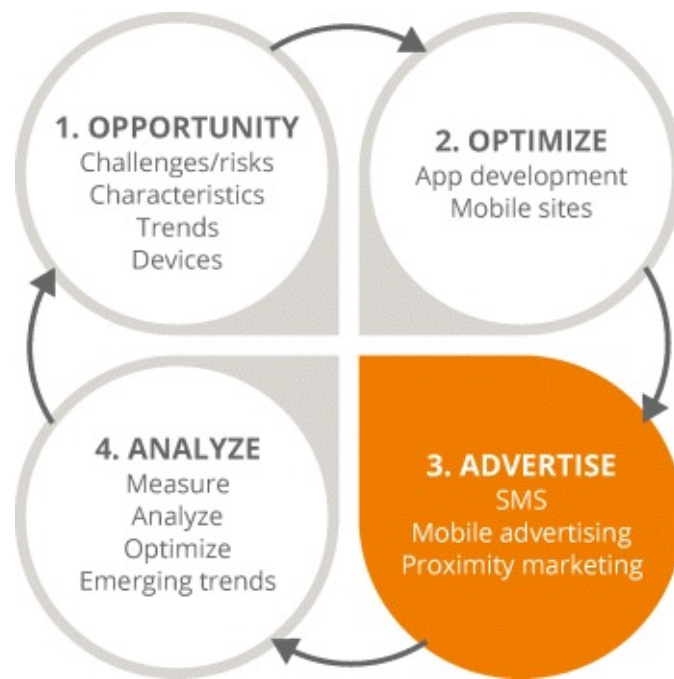 1. OPPORTUNITY
Challenges/risks
Characteristics
Trends
Devices
2. OPTIMIZE
App development
Mobile sites
3. ADVERTISE
SMS
Mobile advertising
Proximity marketing
4. ANALYZE
Measure
Analyze
Optimize
Emerging trends